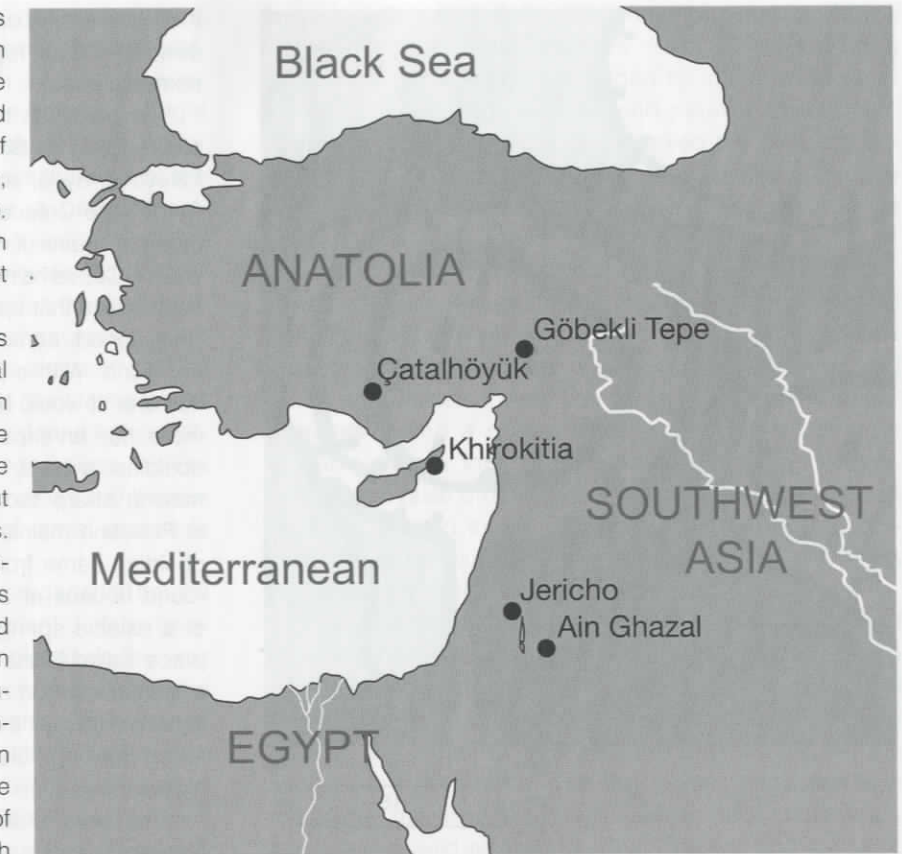 Black Sea
ANATOLIA
Göbekli Tepe
Çatalhöyük
Khirokitia
SOUTHWEST
ASIA
Mediterranean
Jericho
Ain Ghazal
EGYPT